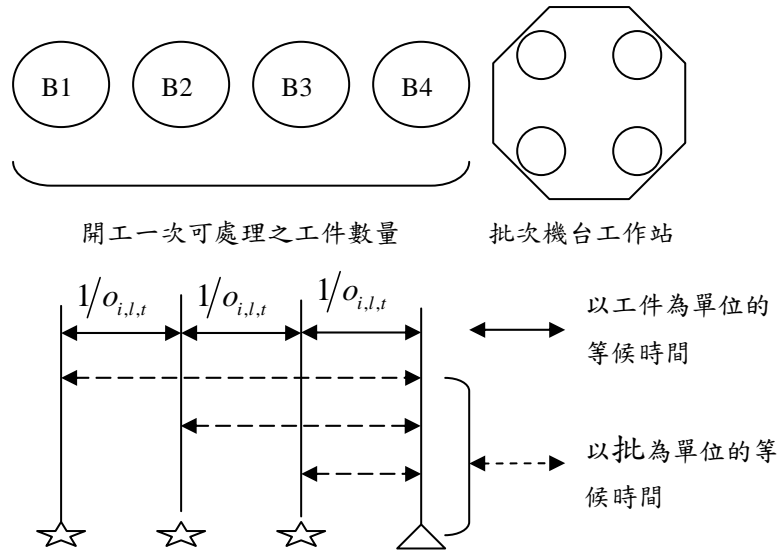 B1 B2 B3 B4
開工一次可處理之工件數量 批次機台工作站
1/o_{i,l,t} 1/o_{i,l,t} 1/o_{i,l,t}
以工件為單位的
等候時間
以批為單位的等
候時間